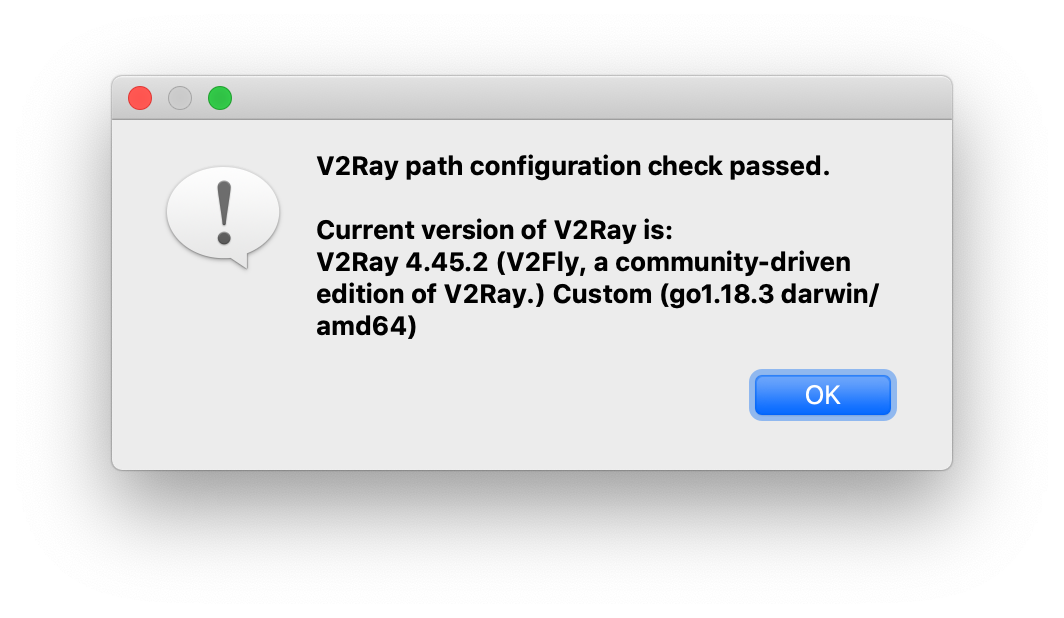 V2Ray path configuration check passed.
Current version of V2Ray is:
V2Ray 4.45.2 (V2Fly, a community-driven
edition of V2Ray.) Custom (go1.18.3 darwin/
amd64)
OK